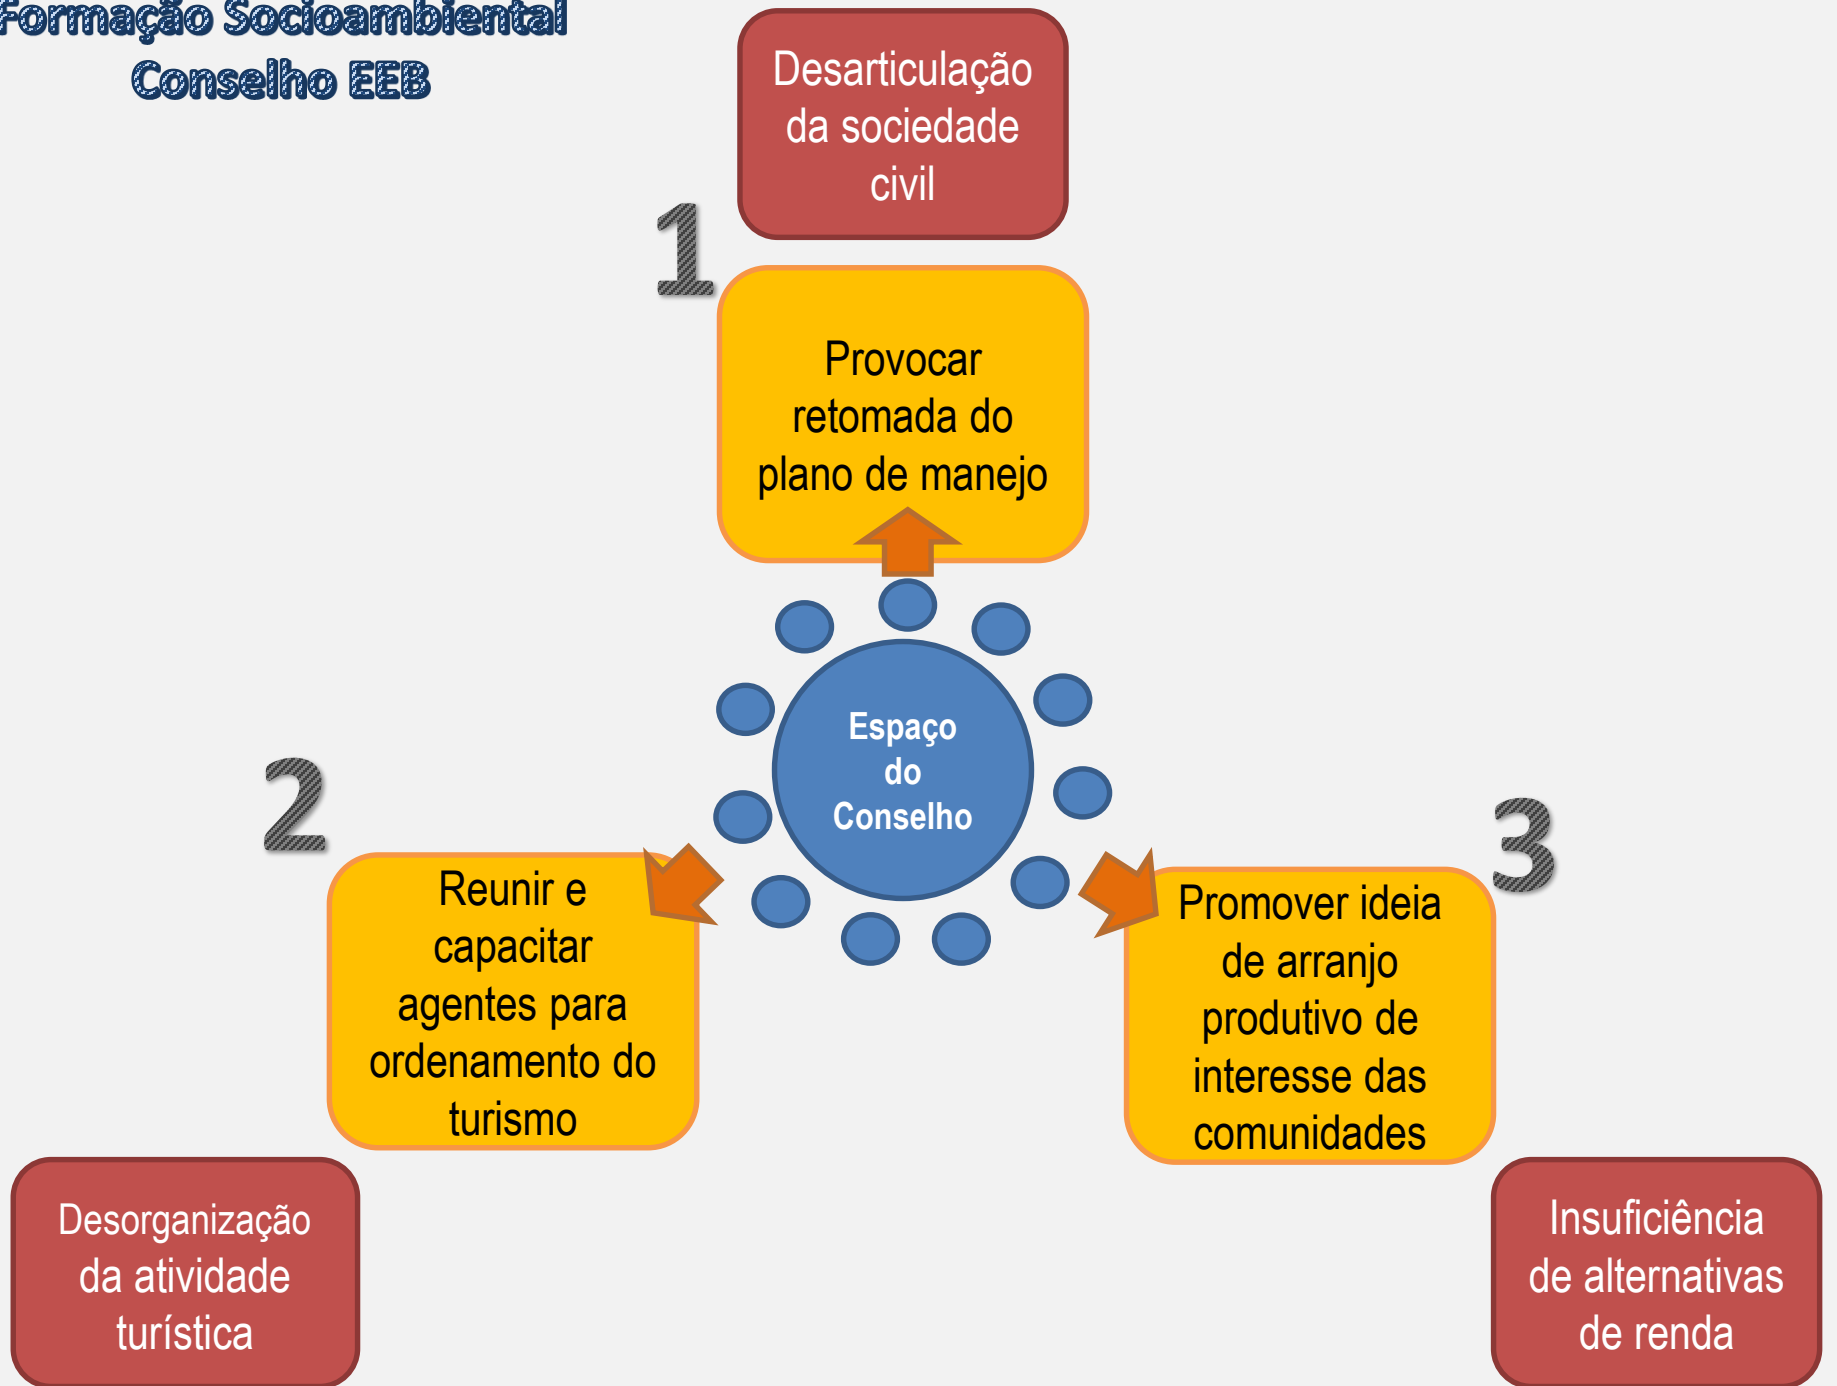 Formação Socioambiental
Conselho EEB
Desarticulação
da sociedade
civil
1
Provocar
retomada do
plano de manejo
Espaço
do
Conselho
2
Reunir e
capacitar
agentes para
ordenamento do
turismo
3
Promover ideia
de arranjo
produtivo de
interesse das
comunidades
Desorganização
da atividade
turística
Insuficiência
de alternativas
de renda